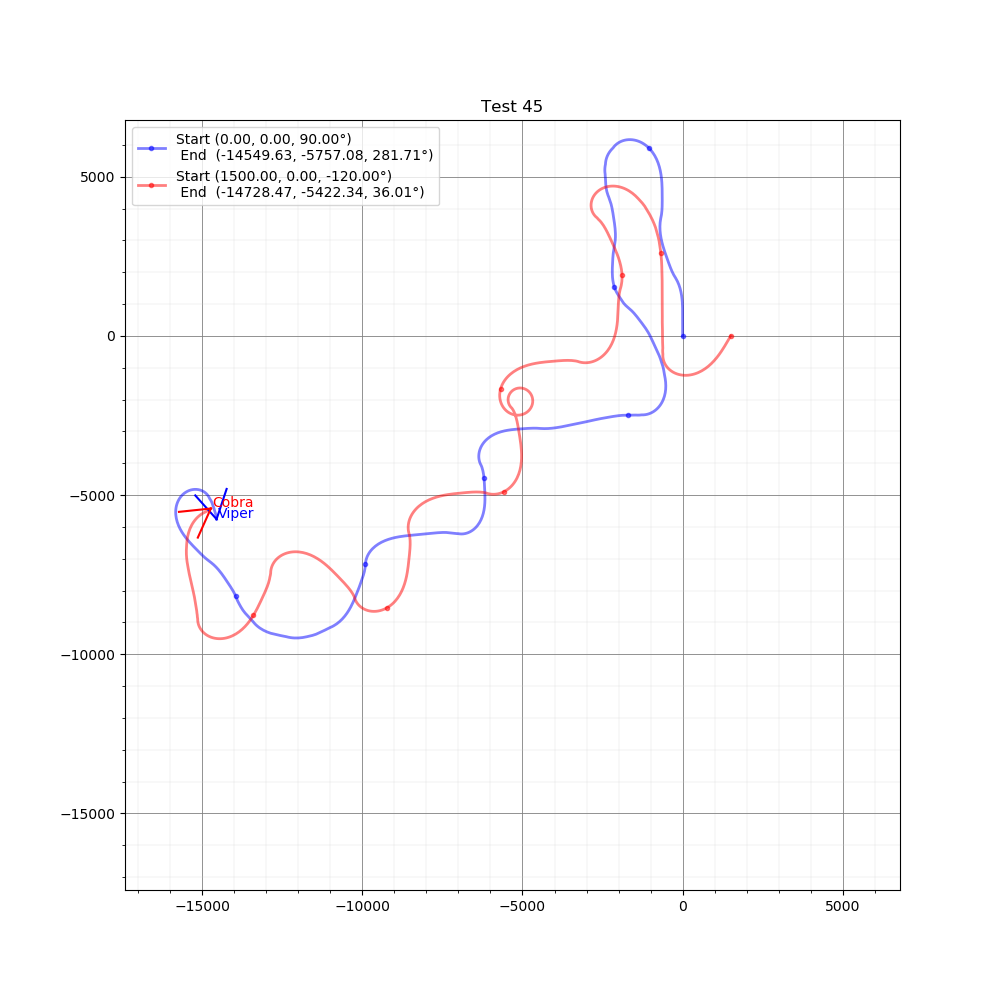 Test 45
Start (0.00, 0.00, 90.00°)
End  (-14549.63, -5757.08, 281.71°)
Start (1500.00, 0.00, -120.00°)
End  (-14728.47, -5422.34, 36.01°)
5000
0
−5000
−10000
−15000
Cobra
Viper
−15000
−10000
−5000
0
5000